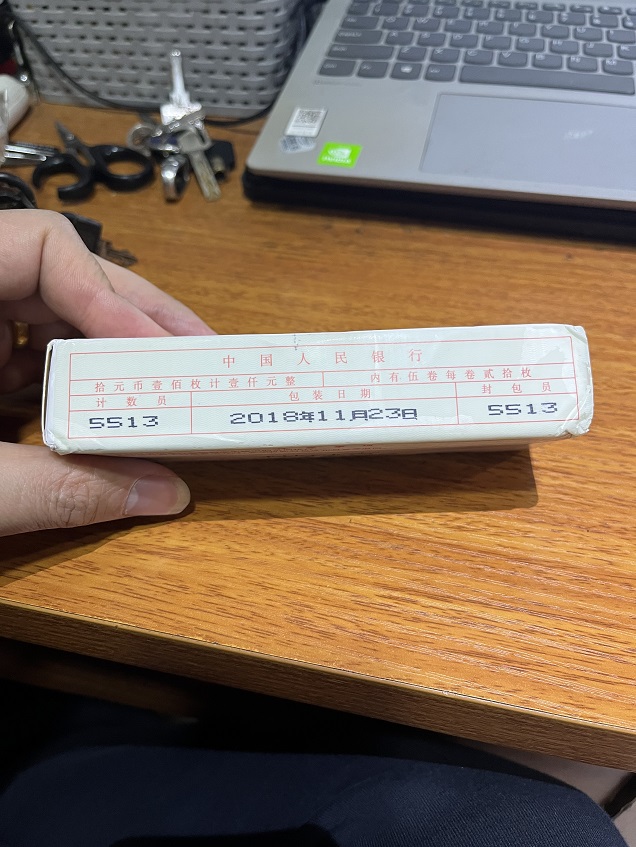 中国人民银行
拾元币壹佰枚计壹仟元整 内有伍卷每卷贰拾枚
计数员 包装日期 封包员
5513 2018年11月23日 5513